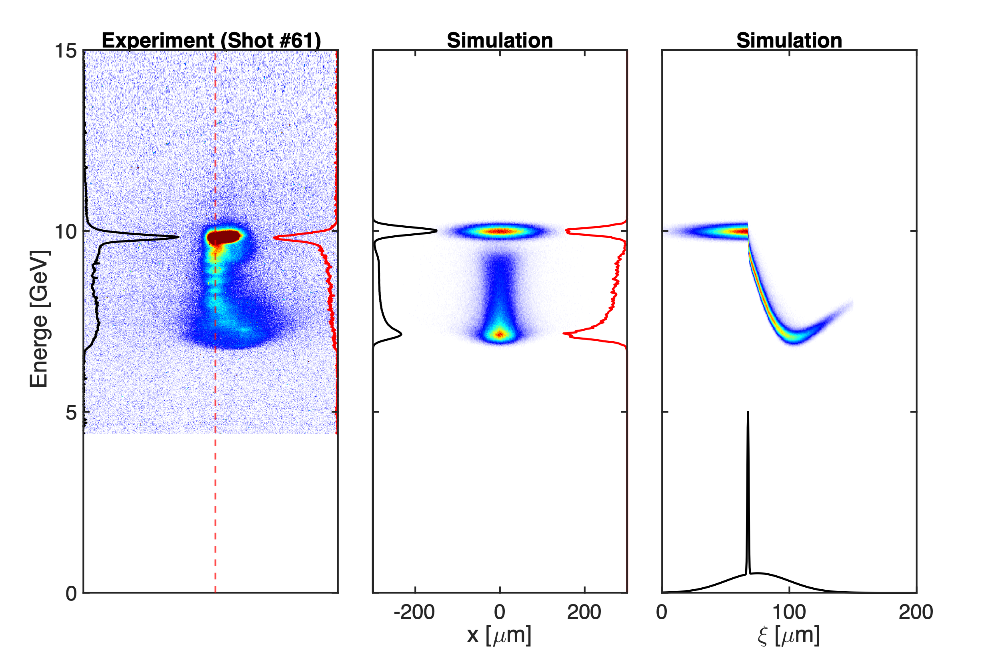 Experiment (Shot #61)
Simulation
Simulation
15
10
5
0
Energe [GeV]
-200
0
200
x [μm]
0
100
200
ξ [μm]